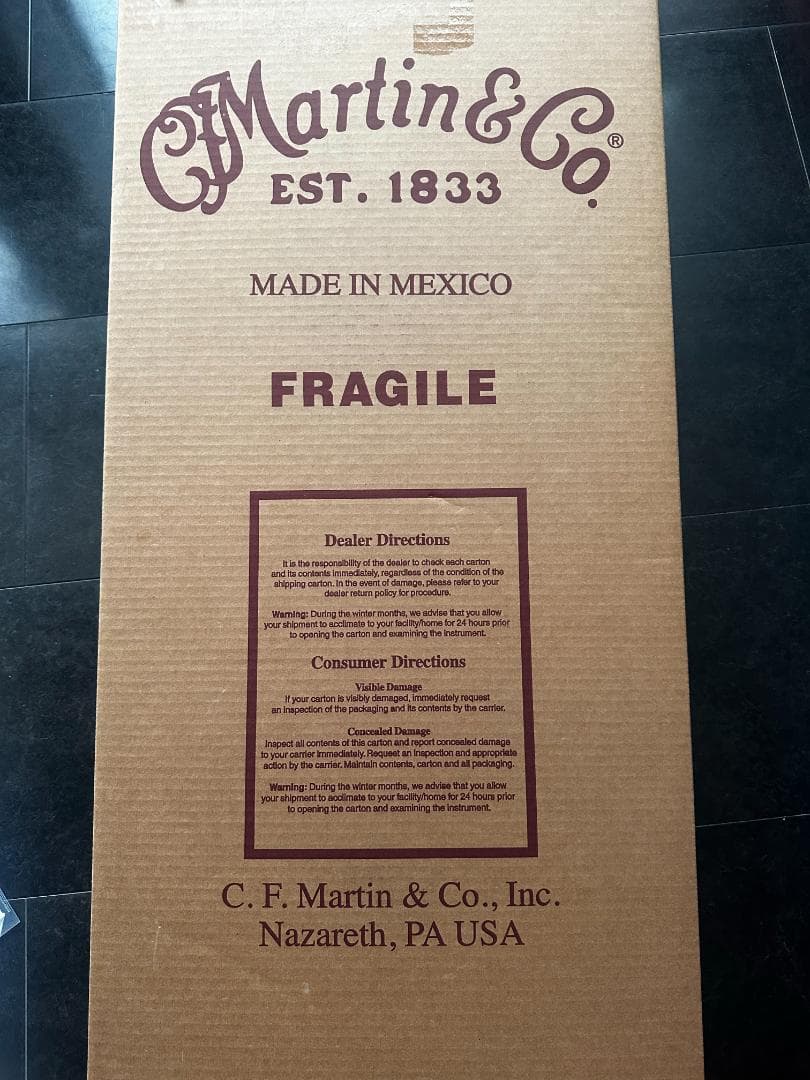 CF Martin & Co.®
EST. 1833
MADE IN MEXICO
FRAGILE
Dealer Directions
It is the responsibility of the dealer to check each carton
and its contents immediately, regardless of the condition of the
shipping carton. In the event of damage, please refer to your
dealer return policy for procedure.
Warning: During the winter months, we advise that you allow
your shipment to acclimate to your facility/home for 24 hours prior
to opening the carton and examining the instrument.
Consumer Directions
Visible Damage
If your carton is visibly damaged, immediately request
an inspection of the packaging and its contents by the carrier.
Concealed Damage
Inspect all contents of this carton and report concealed damage
to your carrier immediately. Request an inspection and appropriate
action by the carrier. Maintain contents, carton and all packaging.
Warning: During the winter months, we advise that you allow
your shipment to acclimate to your facility/home for 24 hours prior
to opening the carton and examining the instrument.
C. F. Martin & Co., Inc.
Nazareth, PA USA